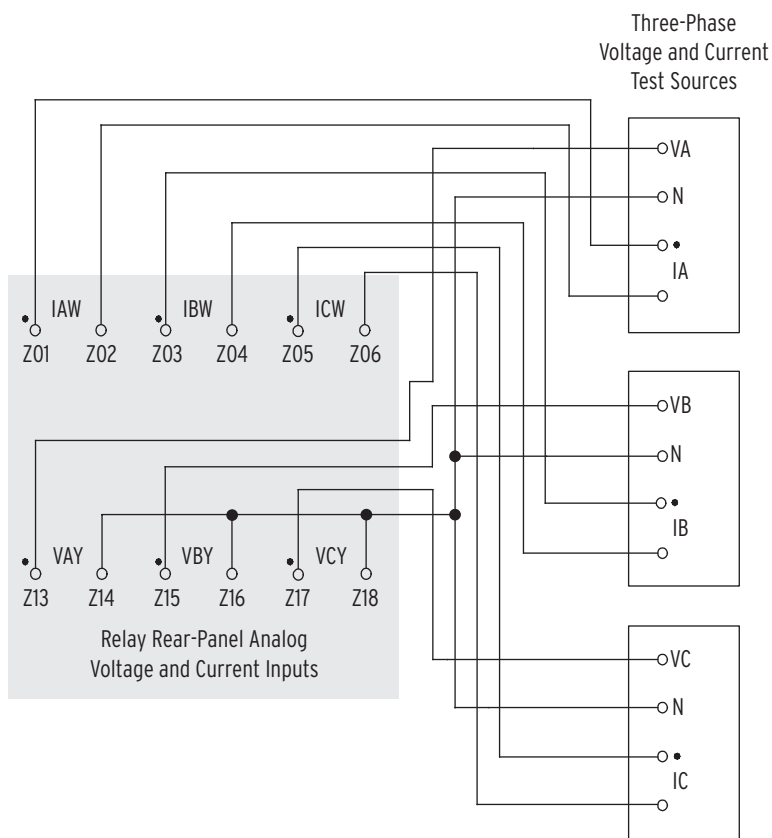 Three-Phase
Voltage and Current
Test Sources
VA
N
IA
IAW
IBW
ICW
Z01
Z02
Z03
Z04
Z05
Z06
VB
N
IB
VAY
VBY
VCY
Z13
Z14
Z15
Z16
Z17
Z18
Relay Rear-Panel Analog
Voltage and Current Inputs
VC
N
IC